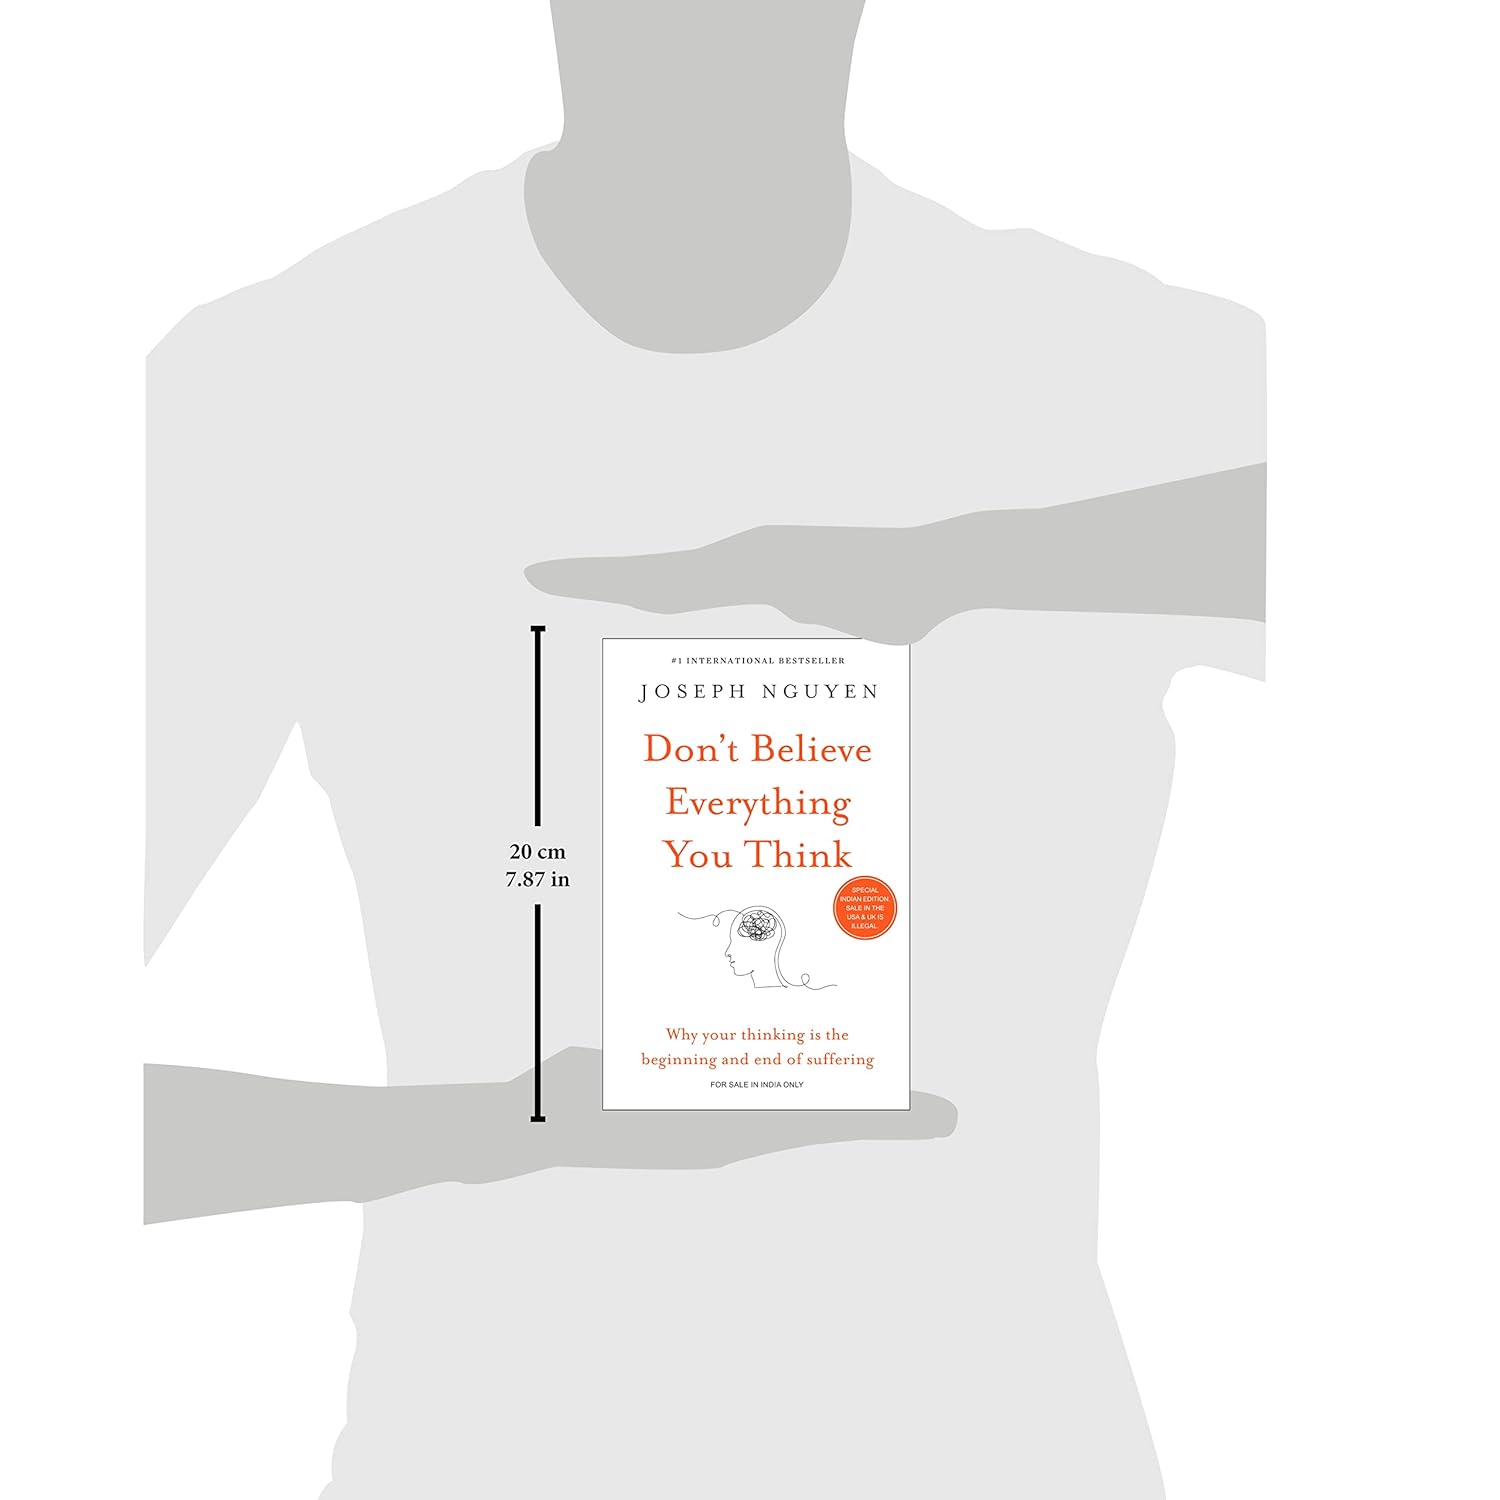 #1 INTERNATIONAL BESTSELLER
JOSEPH NGUYEN
Don’t Believe
Everything
You Think
SPECIAL
INDIAN EDITION.
SALE IN THE
USA & UK IS
ILLEGAL.
Why your thinking is the
beginning and end of suffering
FOR SALE IN INDIA ONLY
20 cm
7.87 in